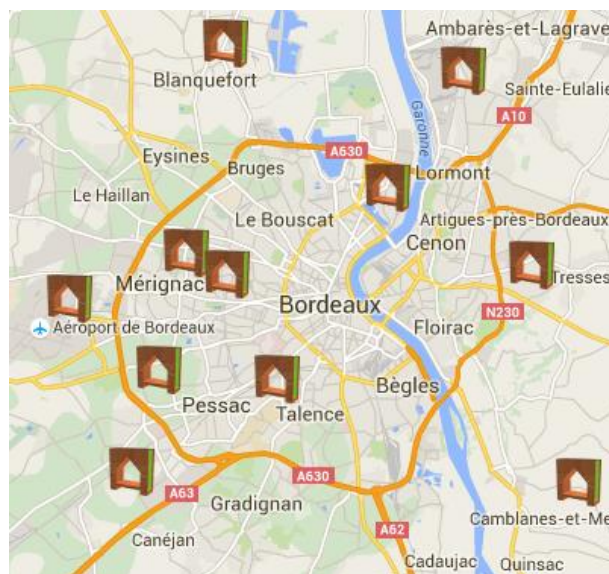 Ambarès-et-Lagrave
Blanquefort
Sainte-Eulalie
Garonne
A10
A630
Eysines
Bruges
Lormont
Le Haillan
Le Bouscat
Artigues-près-Bordeaux
Cenon
Mérignac
Tresses
Bordeaux
N230
Aéroport de Bordeaux
Floirac
Bègles
Pessac
Talence
A630
A63
Gradignan
Camblanes-et-Me
A62
Canéjan
Cadaujac
Quinsac